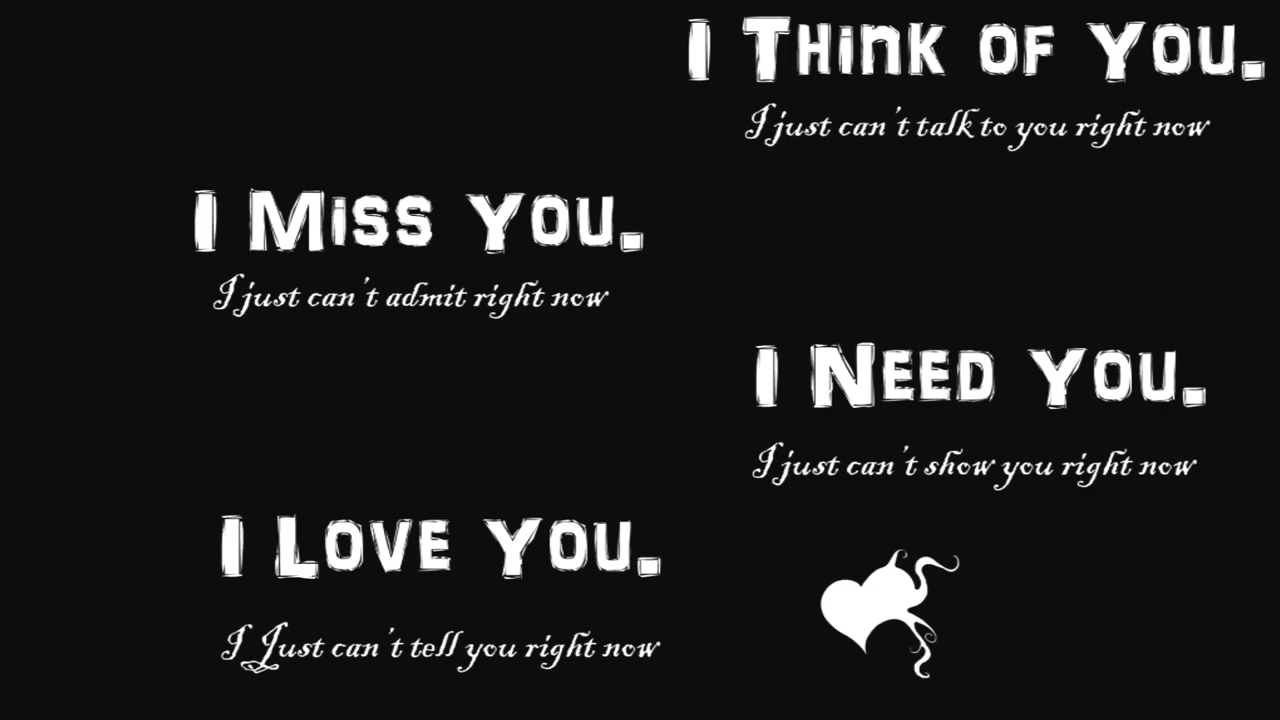 I Think of You.
I just can't talk to you right now
I Miss You.
I just can't admit right now
I Need You.
I just can't show you right now
I Love You.
I Just can't tell you right now